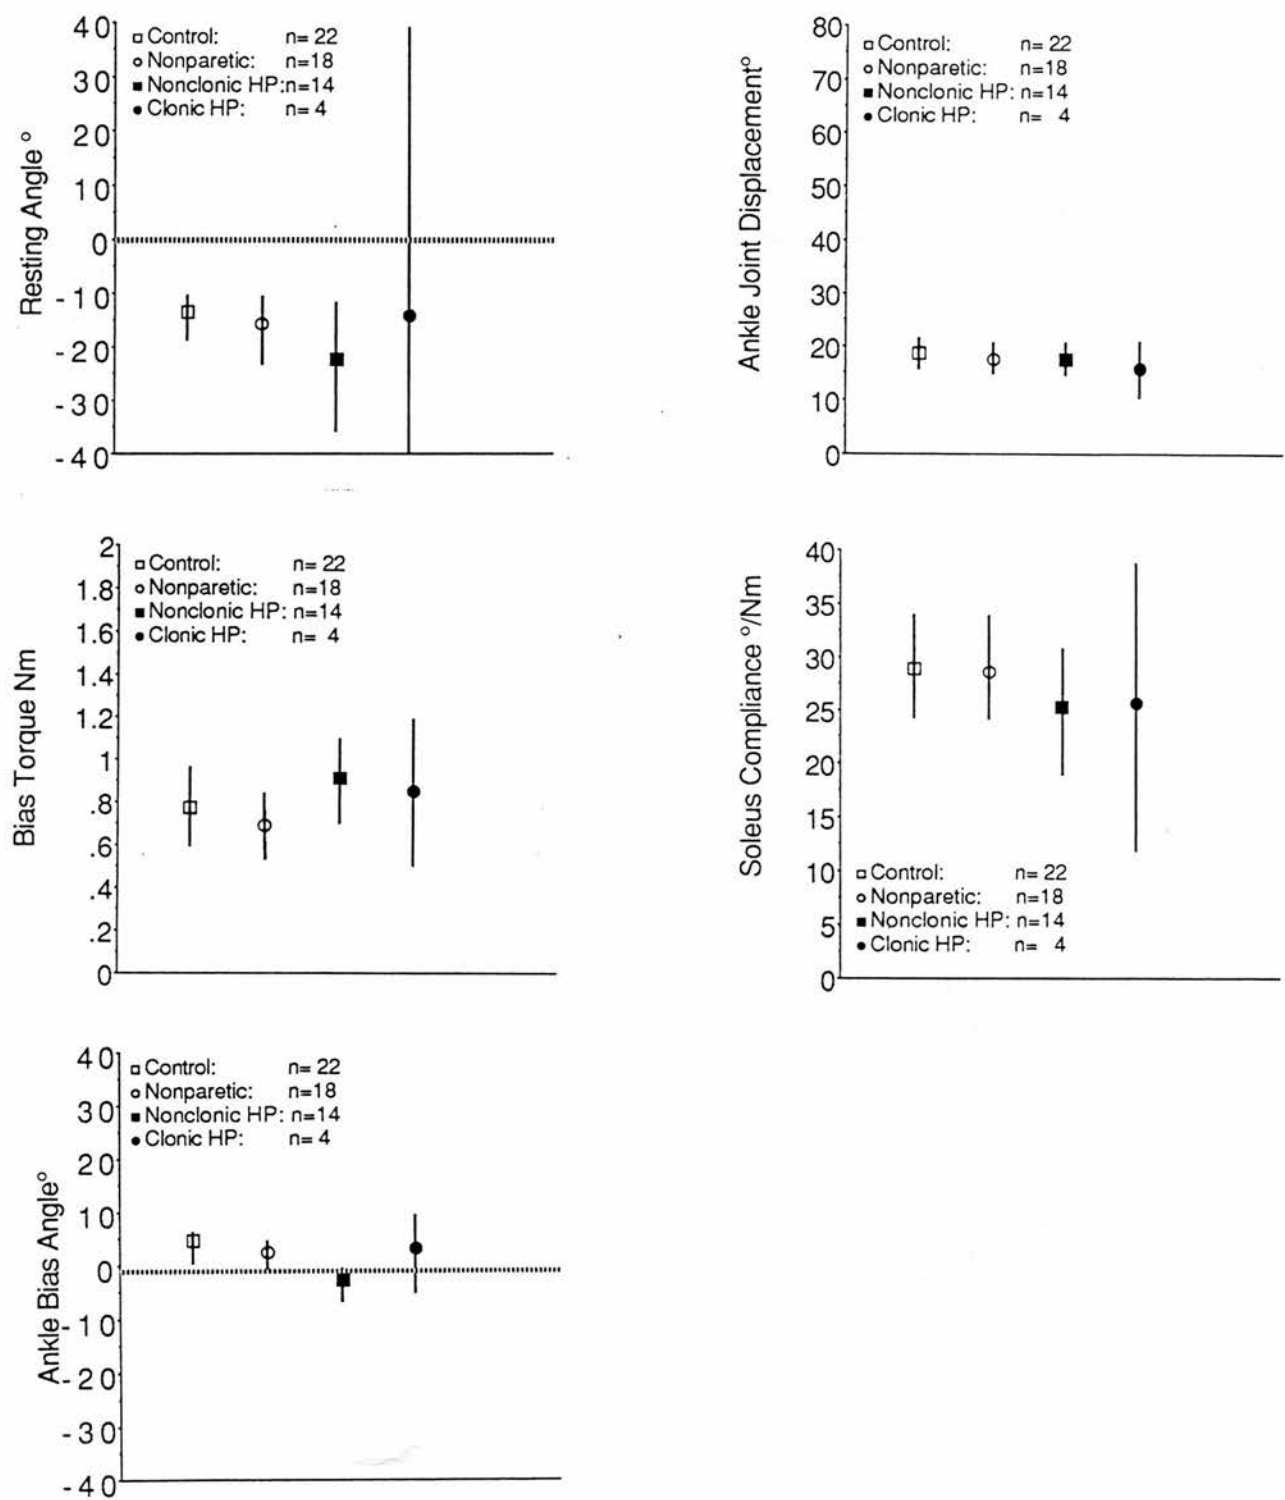 40
30
20
10
0
-10
-20
-30
-40
Resting Angle °
□ Control: n= 22
○ Nonparetic: n=18
■ Nonclonic HP: n=14
● Clonic HP: n= 4
80
70
60
50
40
30
20
10
0
Ankle Joint Displacement°
□ Control: n= 22
○ Nonparetic: n=18
■ Nonclonic HP: n=14
● Clonic HP: n= 4
2
1.8
1.6
1.4
1.2
1
.8
.6
.4
.2
0
Bias Torque Nm
□ Control: n= 22
○ Nonparetic: n=18
■ Nonclonic HP: n=14
● Clonic HP: n= 4
40
35
30
25
20
15
10
5
0
Soleus Compliance °/Nm
□ Control: n= 22
○ Nonparetic: n=18
■ Nonclonic HP: n=14
● Clonic HP: n= 4
40
30
20
10
0
-10
-20
-30
-40
Ankle Bias Angle°
□ Control: n= 22
○ Nonparetic: n=18
■ Nonclonic HP: n=14
● Clonic HP: n= 4